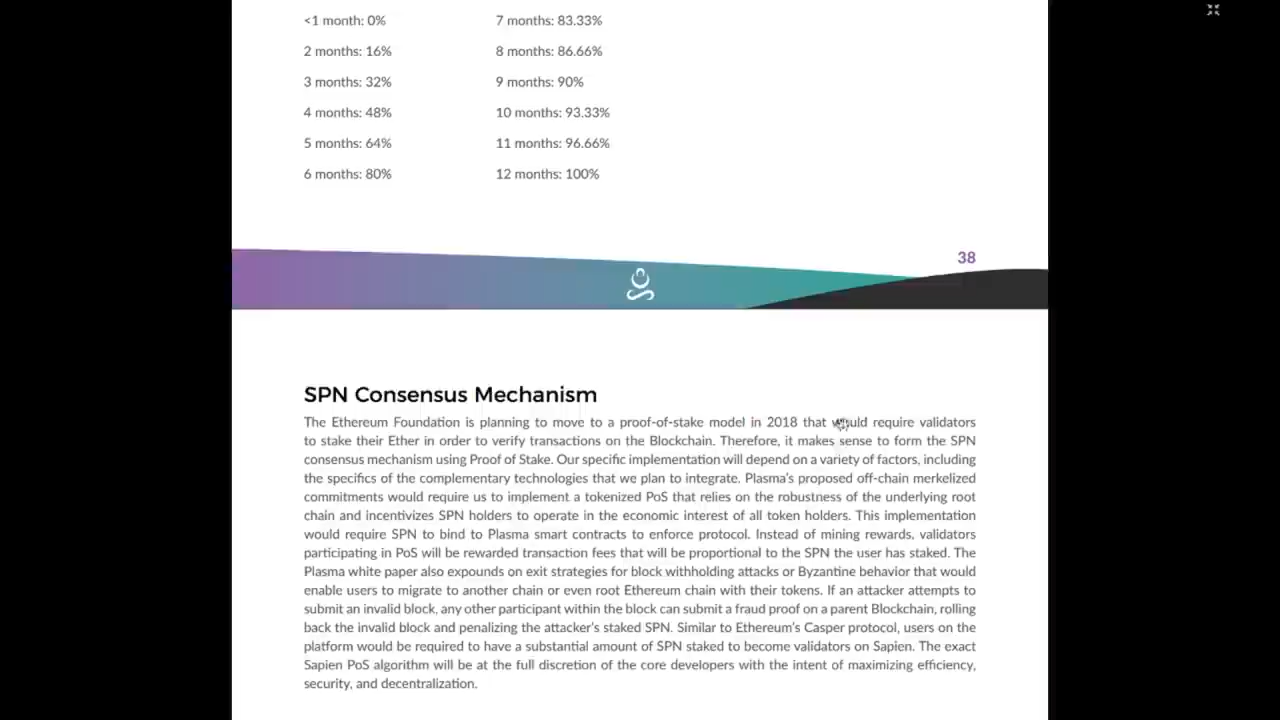 <1 month: 0%
2 months: 16%
3 months: 32%
4 months: 48%
5 months: 64%
6 months: 80%
7 months: 83.33%
8 months: 86.66%
9 months: 90%
10 months: 93.33%
11 months: 96.66%
12 months: 100%
38
SPN Consensus Mechanism
The Ethereum Foundation is planning to move to a proof-of-stake model in 2018 that would require validators
to stake their Ether in order to verify transactions on the Blockchain. Therefore, it makes sense to form the SPN
consensus mechanism using Proof of Stake. Our specific implementation will depend on a variety of factors, including
the specifics of the complementary technologies that we plan to integrate. Plasma's proposed off-chain merkelized
commitments would require us to implement a tokenized PoS that relies on the robustness of the underlying root
chain and incentivizes SPN holders to operate in the economic interest of all token holders. This implementation
would require SPN to bind to Plasma smart contracts to enforce protocol. Instead of mining rewards, validators
participating in PoS will be rewarded transaction fees that will be proportional to the SPN the user has staked. The
Plasma white paper also expounds on exit strategies for block withholding attacks or Byzantine behavior that would
enable users to migrate to another chain or even root Ethereum chain with their tokens. If an attacker attempts to
submit an invalid block, any other participant within the block can submit a fraud proof on a parent Blockchain, rolling
back the invalid block and penalizing the attacker's staked SPN. Similar to Ethereum's Casper protocol, users on the
platform would be required to have a substantial amount of SPN staked to become validators on Sapien. The exact
Sapien PoS algorithm will be at the full discretion of the core developers with the intent of maximizing efficiency,
security, and decentralization.